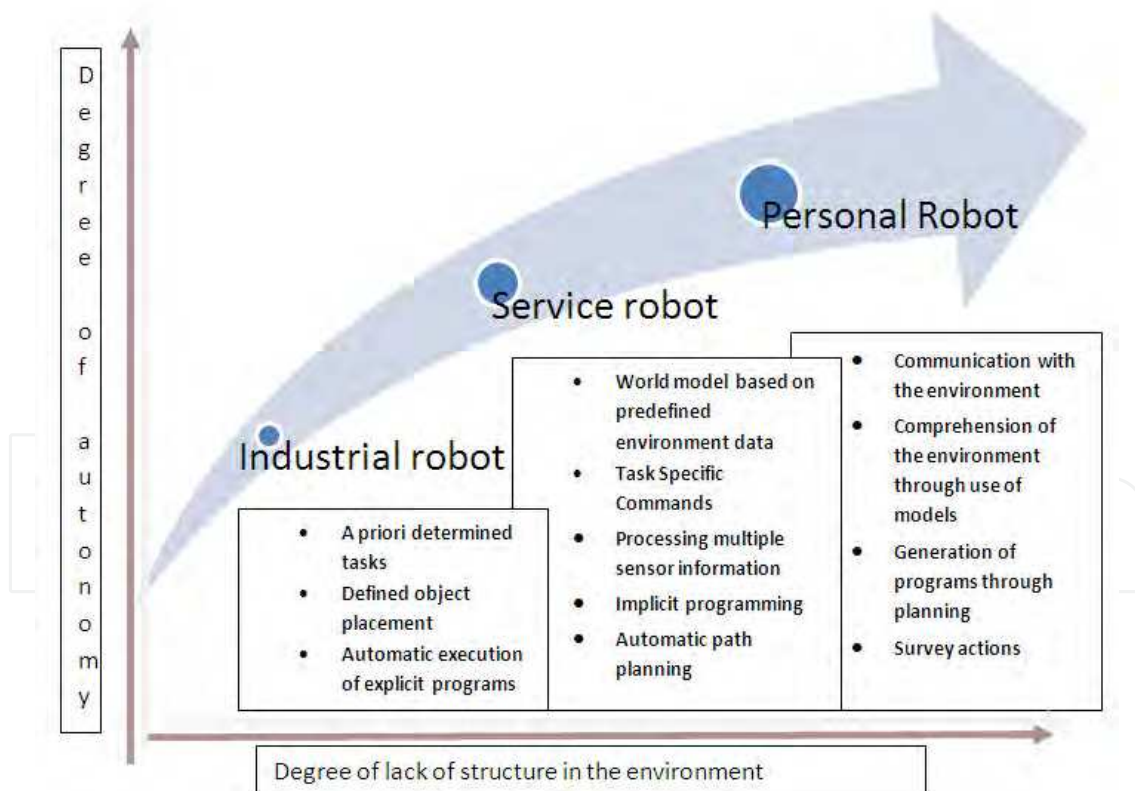 Degree of autonomy
Personal Robot
Service robot
Industrial robot
A priori determined
tasks
Defined object
placement
Automatic execution
of explicit programs
World model based on
predefined
environment data
Task Specific
Commands
Processing multiple
sensor information
Implicit programming
Automatic path
planning
Communication with
the environment
Comprehension of
the environment
through use of
models
Generation of
programs through
planning
Survey actions
Degree of lack of structure in the environment